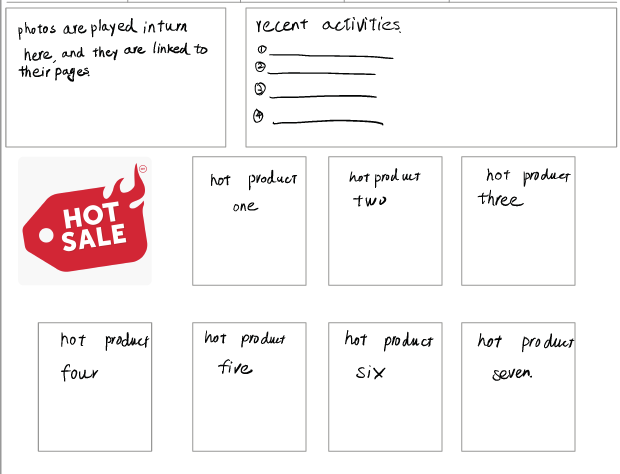 photos are played in turn
here, and they are linked to
their pages.
recent activities.
①
②
③
④
HOT
SALE
hot product
one
hot product
two
hot product
three
hot product
four
hot product
five
hot product
six
hot product
seven.